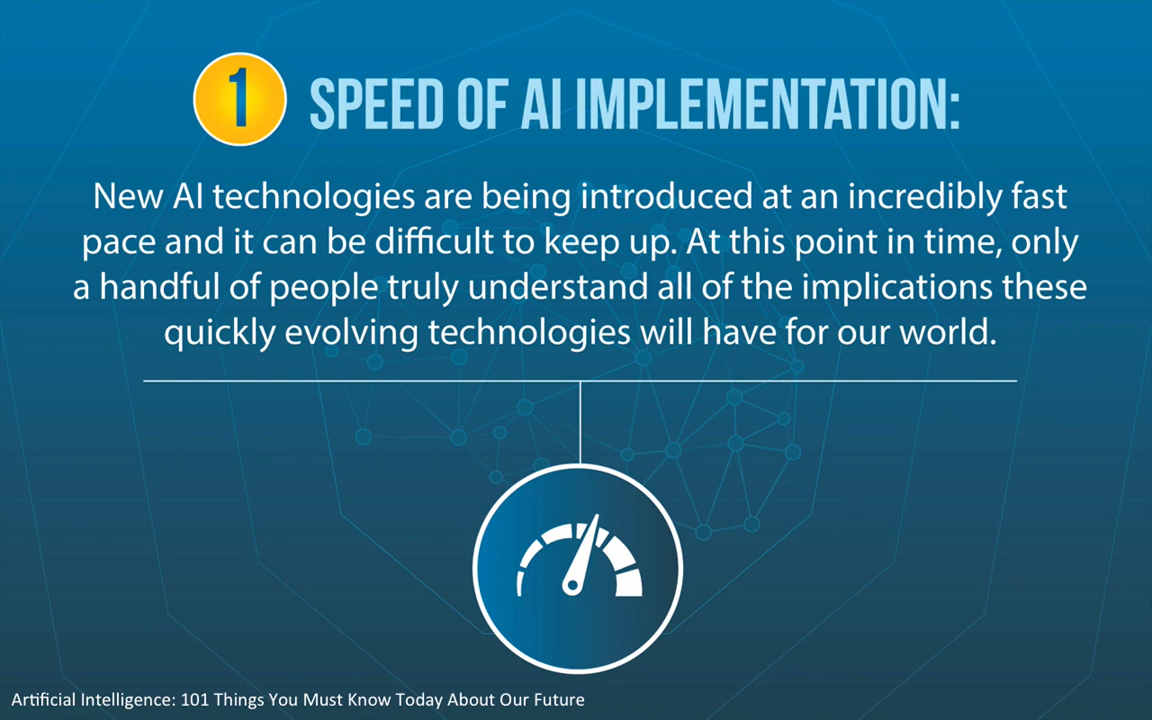 1 SPEED OF AI IMPLEMENTATION:
New AI technologies are being introduced at an incredibly fast
pace and it can be difficult to keep up. At this point in time, only
a handful of people truly understand all of the implications these
quickly evolving technologies will have for our world.
Artificial Intelligence: 101 Things You Must Know Today About Our Future